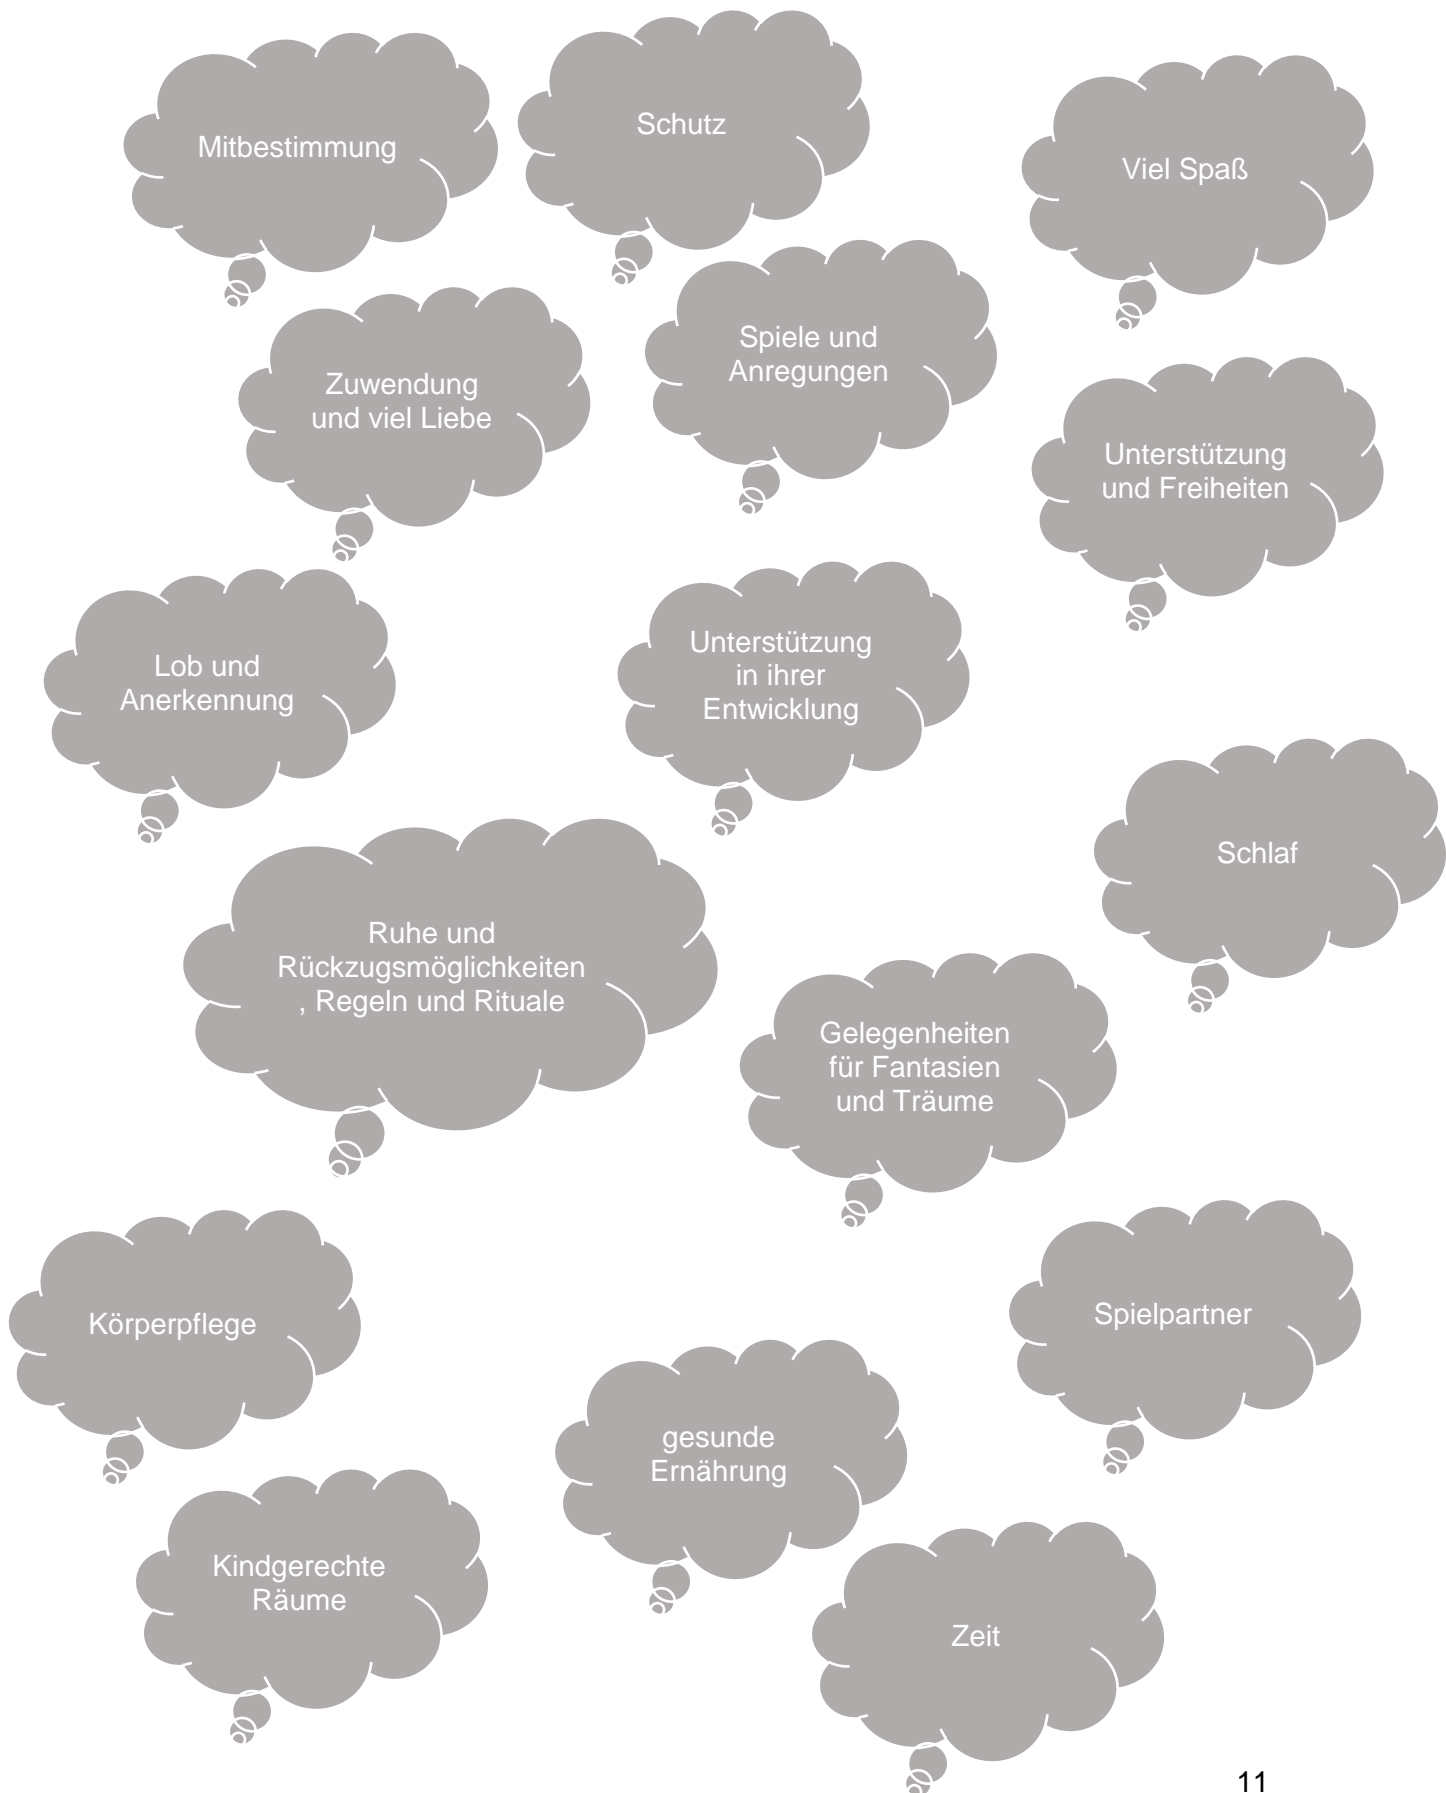 Mitbestimmung
Schutz
Viel Spaß
Zuwendung
und viel Liebe
Spiele und
Anregungen
Unterstützung
und Freiheiten
Lob und
Anerkennung
Unterstützung
in ihrer
Entwicklung
Schlaf
Ruhe und
Rückzugsmöglichkeiten
, Regeln und Rituale
Gelegenheiten
für Fantasien
und Träume
Körperpflege
Spielpartner
gesunde
Ernährung
Kindgerechte
Räume
Zeit
11